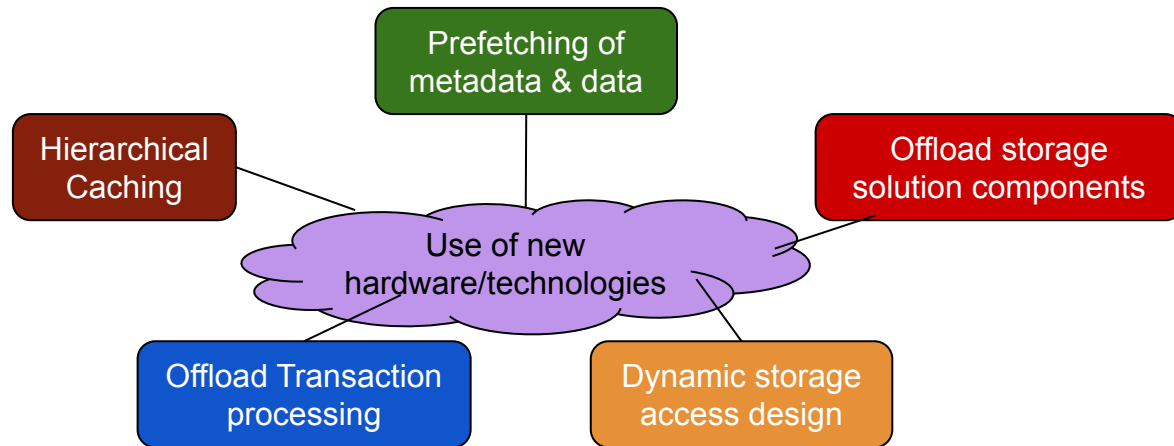 Prefetching of
metadata & data
Hierarchical
Caching
Offload storage
solution components
Use of new
hardware/technologies
Offload Transaction
processing
Dynamic storage
access design